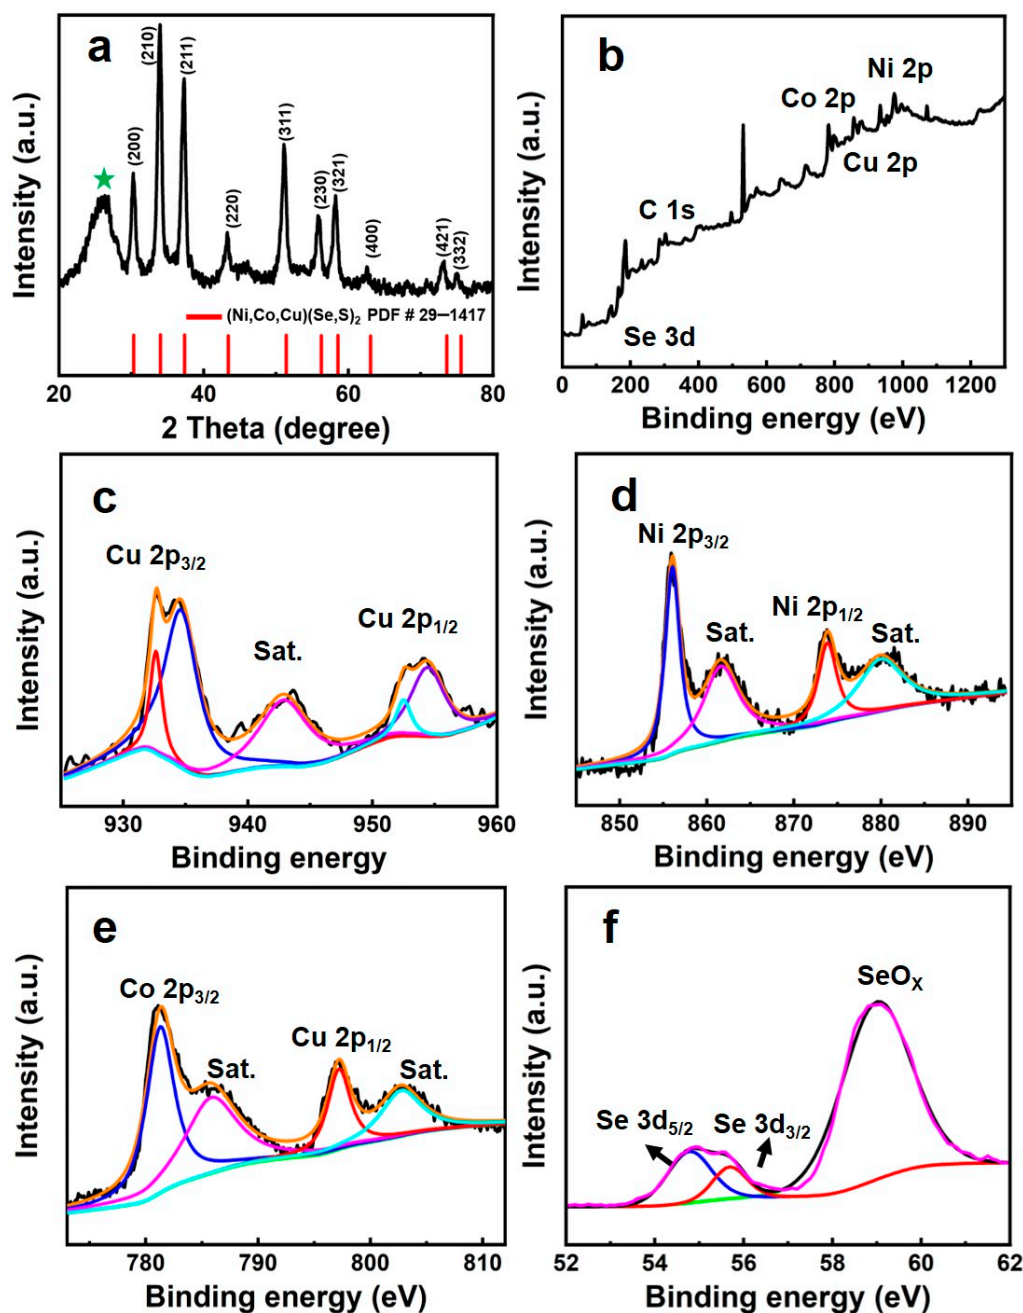 a
Intensity (a.u.)
(200)
(210)
(211)
(220)
(311)
(230)
(321)
(400)
(421)
(332)
(Ni,Co,Cu)(Se,S)₂ PDF # 29–1417
20 40 60 80
2 Theta (degree)
b
Intensity (a.u.)
Ni 2p
Co 2p
Cu 2p
C 1s
Se 3d
0 200 400 600 800 1000 1200
Binding energy (eV)
c
Intensity (a.u.)
Cu 2p3/2
Sat.
Cu 2p1/2
930 940 950 960
Binding energy
d
Intensity (a.u.)
Ni 2p3/2
Sat.
Ni 2p1/2
Sat.
850 860 870 880 890
Binding energy (eV)
e
Intensity (a.u.)
Co 2p3/2
Sat.
Cu 2p1/2
Sat.
780 790 800 810
Binding energy (eV)
f
Intensity (a.u.)
SeOX
Se 3d5/2
Se 3d3/2
52 54 56 58 60 62
Binding energy (eV)